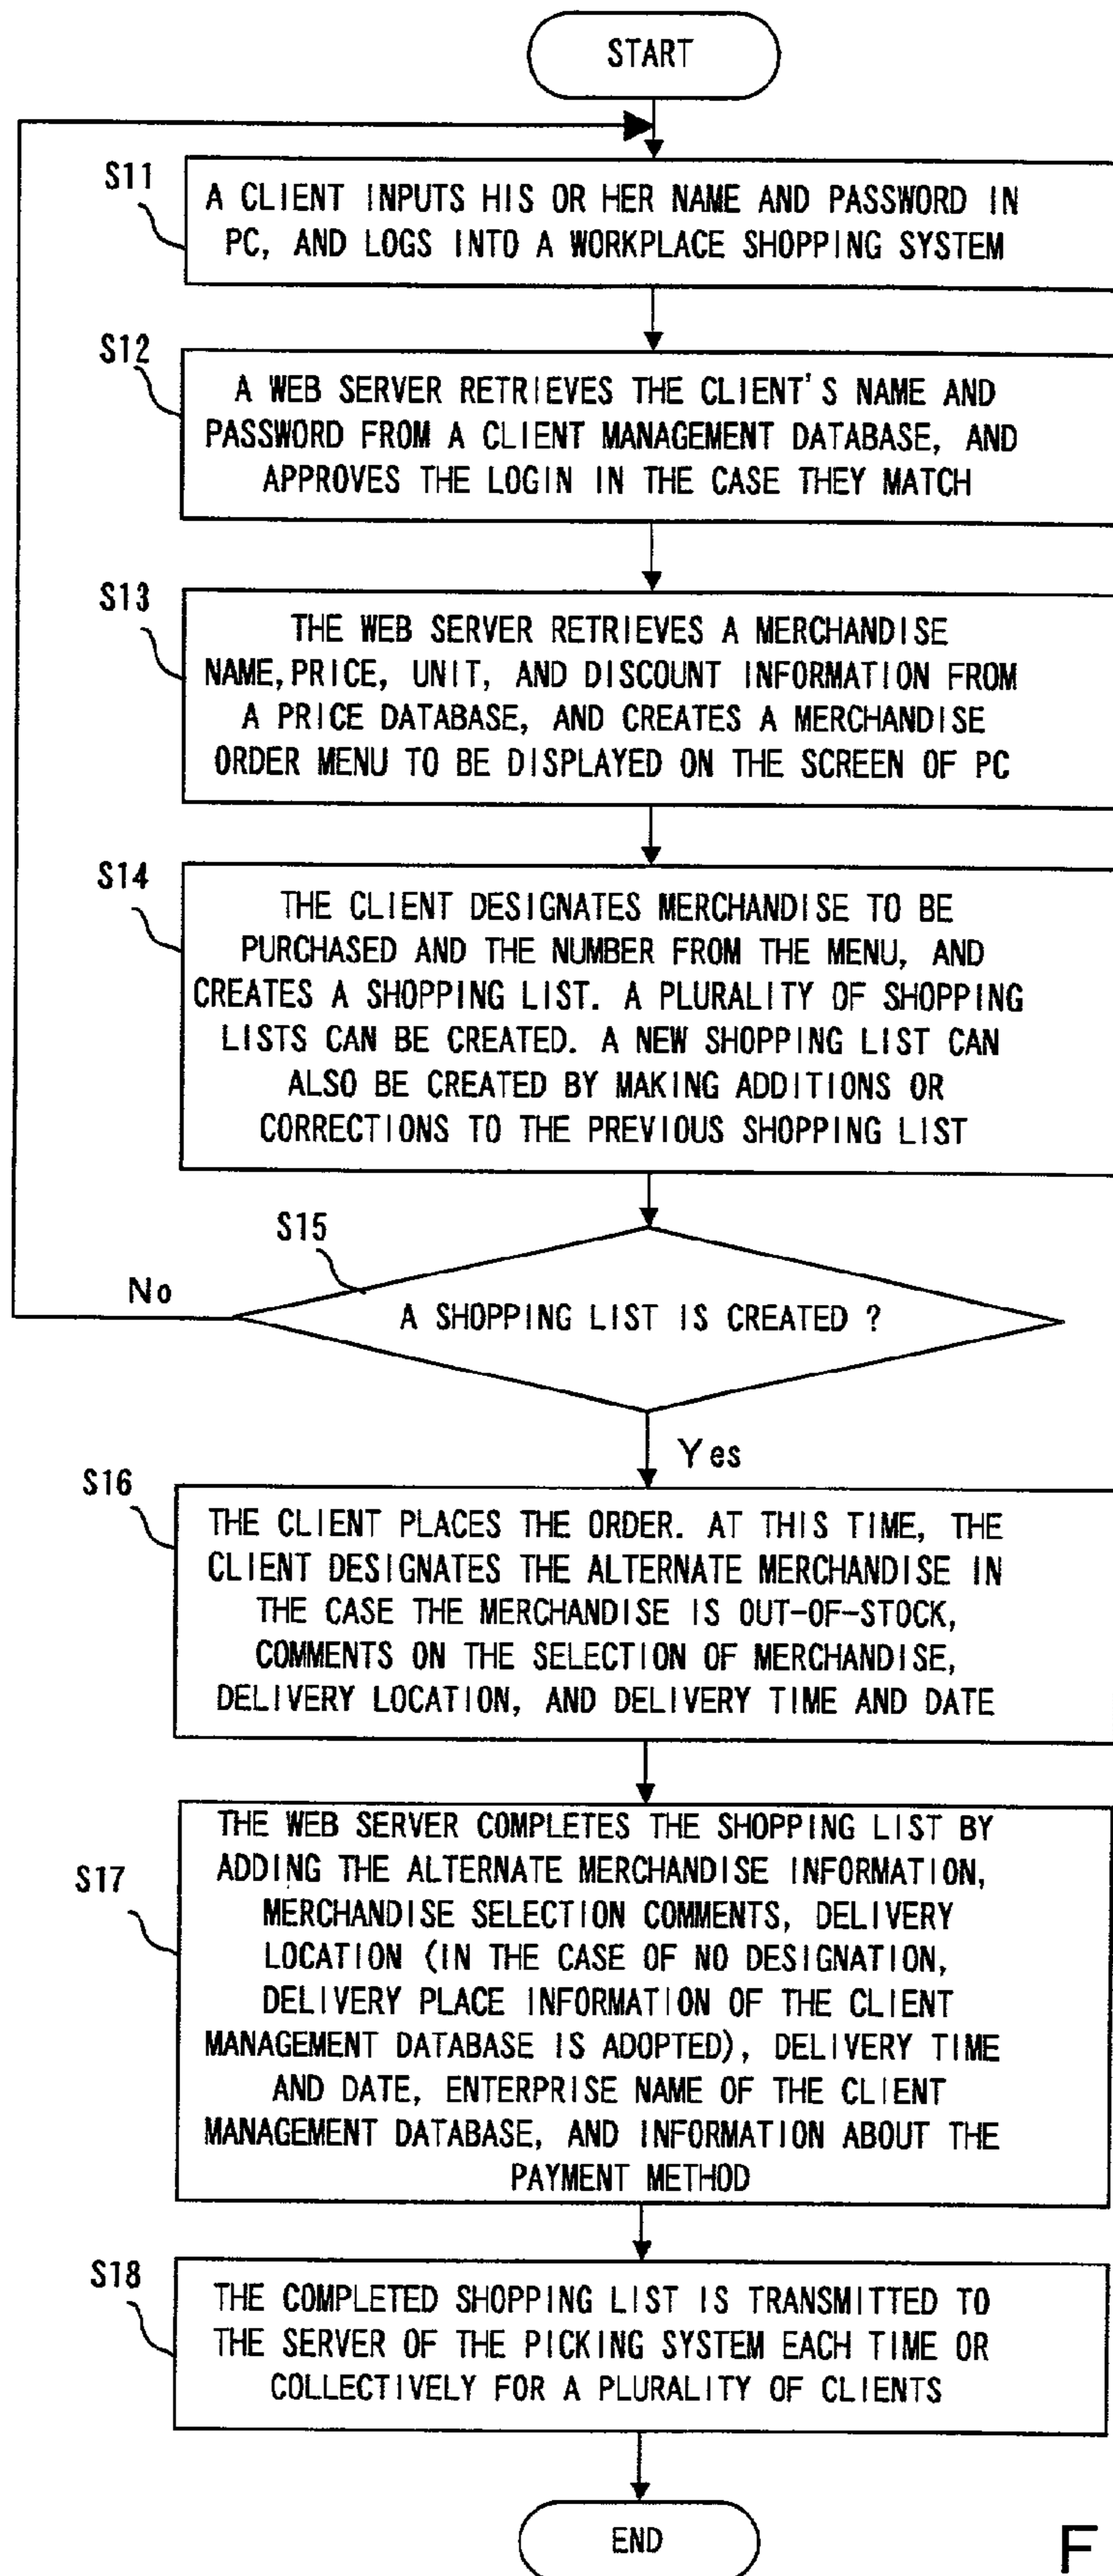 START
S11
A CLIENT INPUTS HIS OR HER NAME AND PASSWORD IN
PC, AND LOGS INTO A WORKPLACE SHOPPING SYSTEM
S12
A WEB SERVER RETRIEVES THE CLIENT'S NAME AND
PASSWORD FROM A CLIENT MANAGEMENT DATABASE, AND
APPROVES THE LOGIN IN THE CASE THEY MATCH
S13
THE WEB SERVER RETRIEVES A MERCHANDISE
NAME, PRICE, UNIT, AND DISCOUNT INFORMATION FROM
A PRICE DATABASE, AND CREATES A MERCHANDISE
ORDER MENU TO BE DISPLAYED ON THE SCREEN OF PC
S14
THE CLIENT DESIGNATES MERCHANDISE TO BE
PURCHASED AND THE NUMBER FROM THE MENU, AND
CREATES A SHOPPING LIST. A PLURALITY OF SHOPPING
LISTS CAN BE CREATED. A NEW SHOPPING LIST CAN
ALSO BE CREATED BY MAKING ADDITIONS OR
CORRECTIONS TO THE PREVIOUS SHOPPING LIST
S15
No
A SHOPPING LIST IS CREATED ?
Yes
S16
THE CLIENT PLACES THE ORDER. AT THIS TIME, THE
CLIENT DESIGNATES THE ALTERNATE MERCHANDISE IN
THE CASE THE MERCHANDISE IS OUT-OF-STOCK,
COMMENTS ON THE SELECTION OF MERCHANDISE,
DELIVERY LOCATION, AND DELIVERY TIME AND DATE
S17
THE WEB SERVER COMPLETES THE SHOPPING LIST BY
ADDING THE ALTERNATE MERCHANDISE INFORMATION,
MERCHANDISE SELECTION COMMENTS, DELIVERY
LOCATION (IN THE CASE OF NO DESIGNATION,
DELIVERY PLACE INFORMATION OF THE CLIENT
MANAGEMENT DATABASE IS ADOPTED), DELIVERY TIME
AND DATE, ENTERPRISE NAME OF THE CLIENT
MANAGEMENT DATABASE, AND INFORMATION ABOUT THE
PAYMENT METHOD
S18
THE COMPLETED SHOPPING LIST IS TRANSMITTED TO
THE SERVER OF THE PICKING SYSTEM EACH TIME OR
COLLECTIVELY FOR A PLURALITY OF CLIENTS
END
F